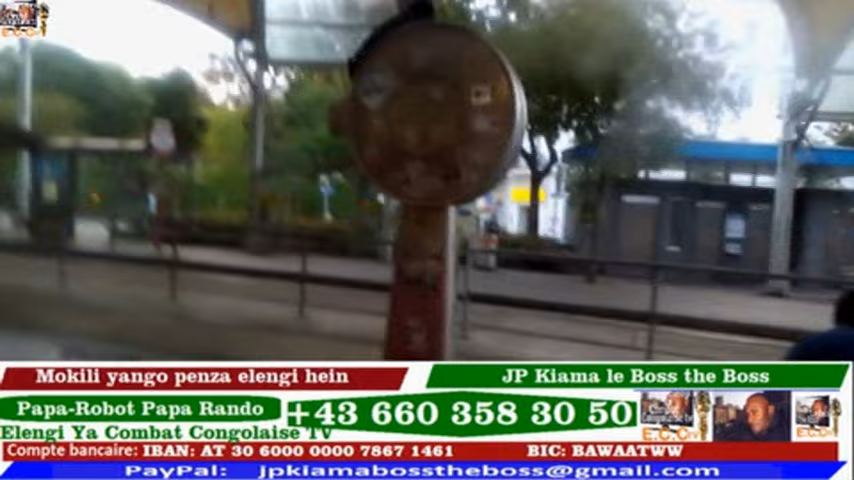 E.C.C tv
Mokili yango penza elengi hein
JP Kiama le Boss the Boss
Papa-Robot Papa Rando
+43 660 358 30 50
Elengi Ya Combat Congolaise TV
E.C.C tv
Compte bancaire: IBAN: AT 30 6000 0000 7867 1461
BIC: BAWAATWW
PayPal: jpkiamabosstheboss@gmail.com